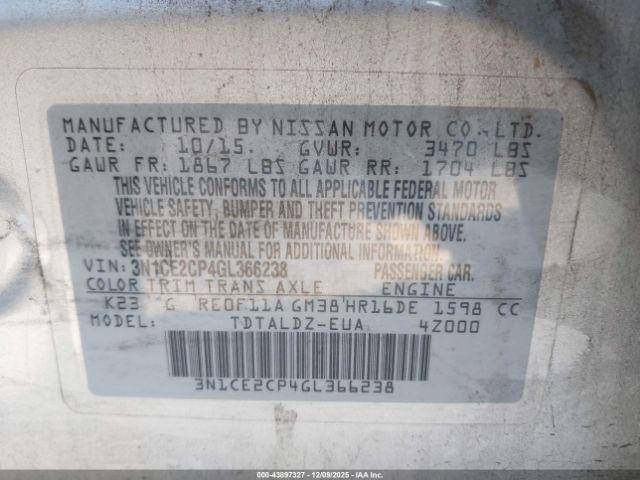 MANUFACTURED BY NISSAN MOTOR CO.,LTD.
DATE: 10/15. GVWR: 3470 LBS
GAWR FR: 1867 LBS GAWR RR: 1704 LBS
THIS VEHICLE CONFORMS TO ALL APPLICABLE FEDERAL MOTOR
VEHICLE SAFETY, BUMPER AND THEFT PREVENTION STANDARDS
IN EFFECT ON THE DATE OF MANUFACTURE SHOWN ABOVE.
SEE OWNER'S MANUAL FOR ADDITIONAL INFORMATION
VIN: 3N1CE2CP4GL366238 PASSENGER CAR.
COLOR TRIM TRANS AXLE ENGINE
K23 G RE0F11A GM38 HR16DE 1598 CC
MODEL: TDTALDZ-EUA 4Z000
3N1CE2CP4GL366238
000-43897327 - 12/09/2025 - IAAI.COM